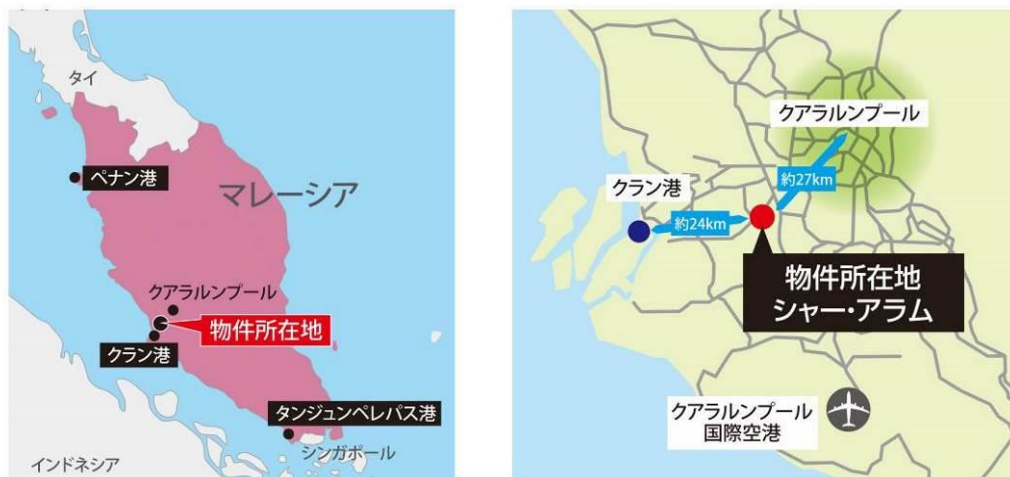 タイ
ペナン港
マレーシア
クアラルンプール
物件所在地
クラン港
タンジュンペレパス港
シンガポール
インドネシア
クアラルンプール
約27km
クラン港
約24km
物件所在地
シャー・アラム
クアラルンプール
国際空港